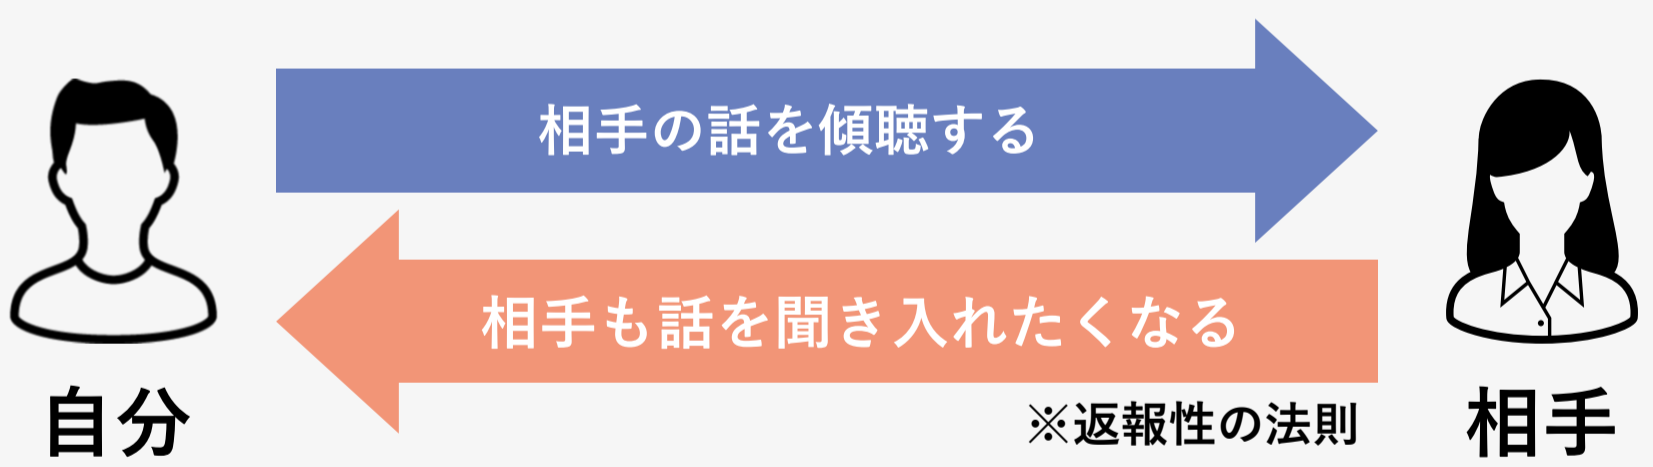 相手の話を傾聴する
相手も話を聞き入れたくなる
※返報性の法則
自分
相手